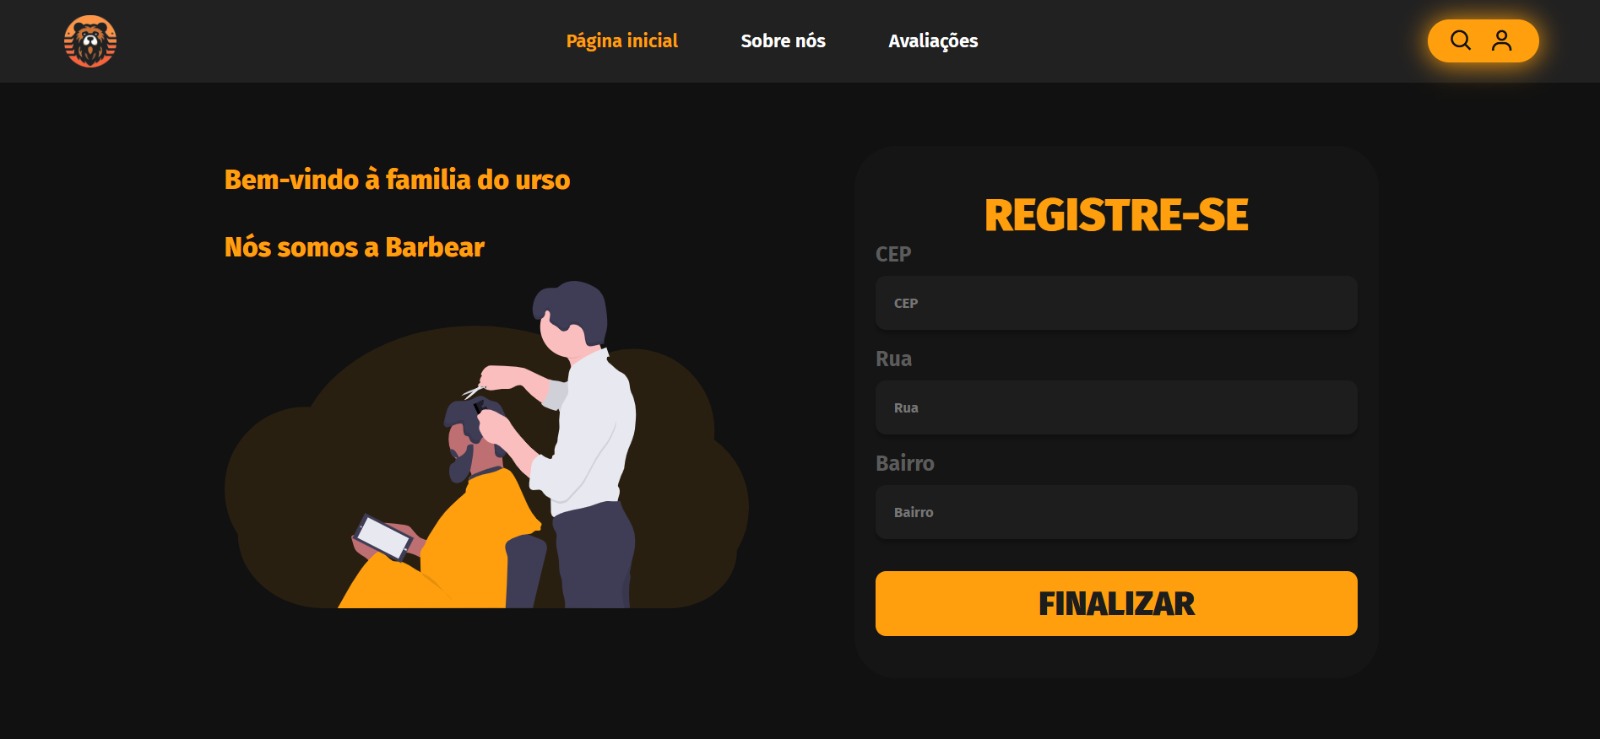 Página inicial
Sobre nós
Avaliações
Bem-vindo à familia do urso
Nós somos a Barbear
REGISTRE-SE
CEP
CEP
Rua
Rua
Bairro
Bairro
FINALIZAR